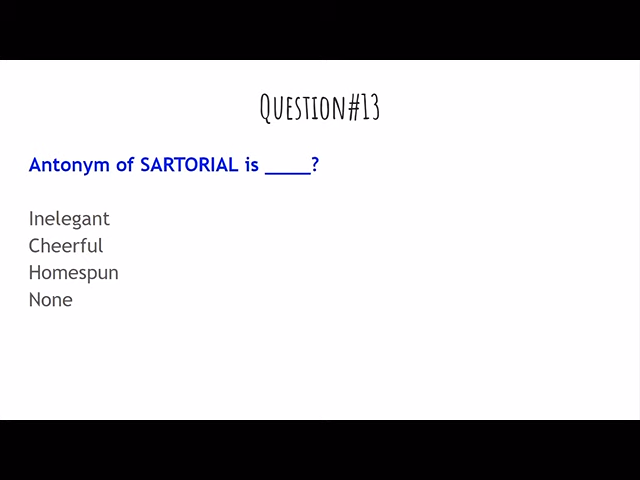 Question#13
Antonym of SARTORIAL is _____?
Inelegant
Cheerful
Homespun
None